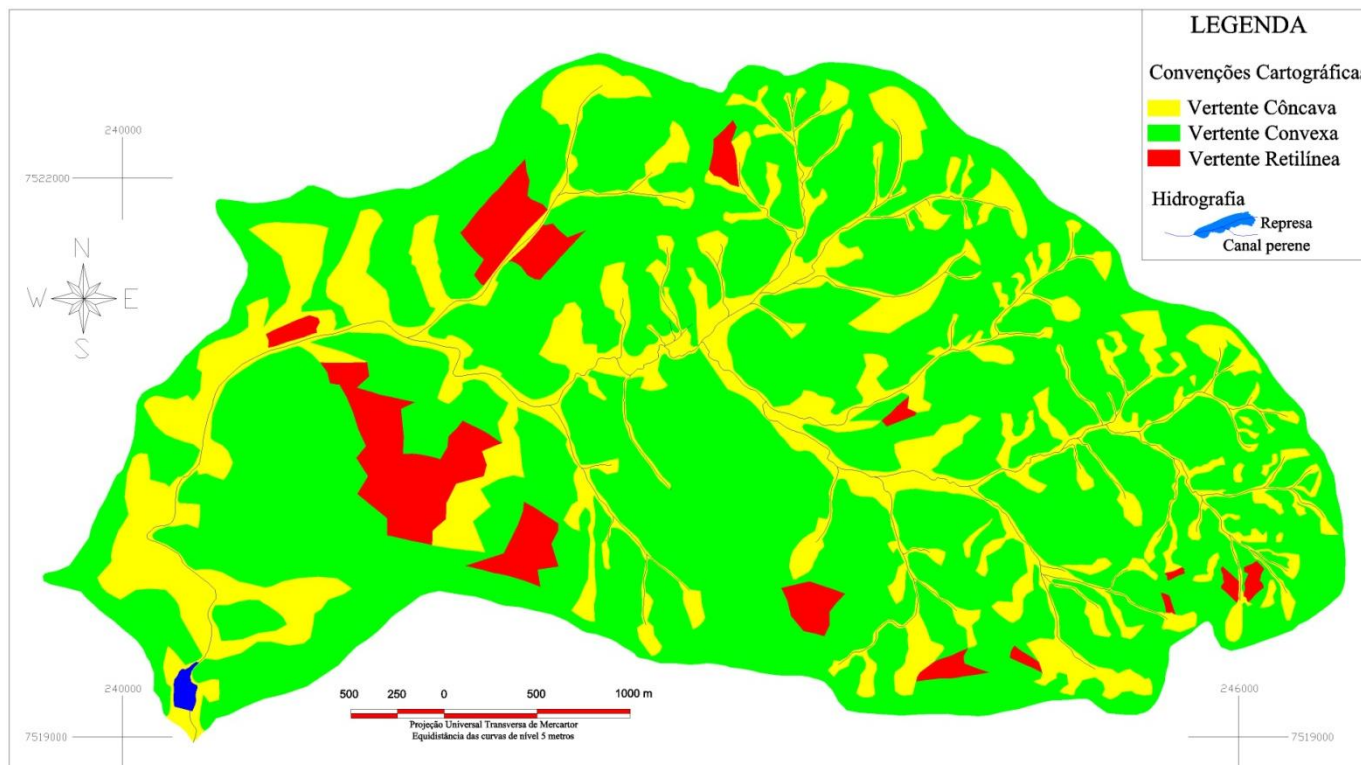 LEGENDA
Convenções Cartográficas
Vertente Côncava
Vertente Convexa
Vertente Retilínea
Hidrografia
Represa
Canal perene
240000
7522000
N
W E
S
240000
7519000
500 250 0 500 1000 m
Projeção Universal Transversa de Mercartor
Equidistância das curvas de nível 5 metros
246000
7519000